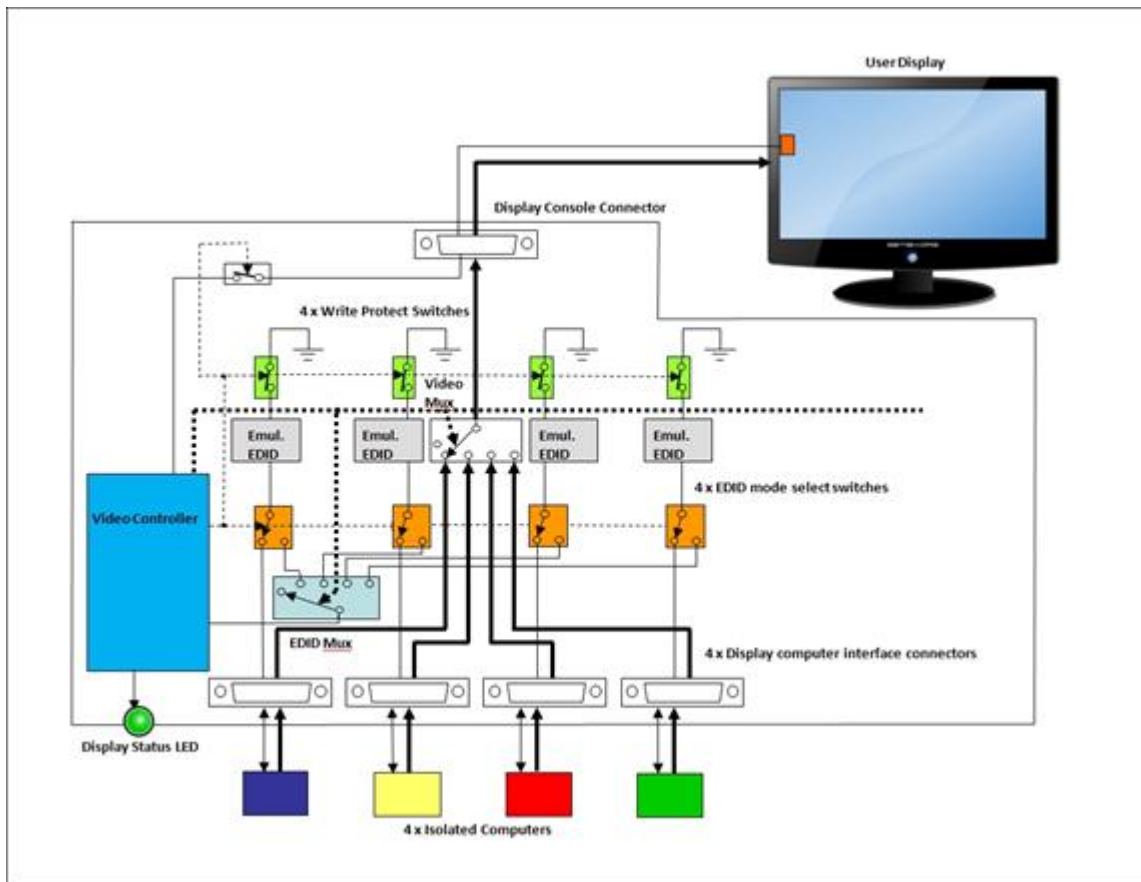 User Display
Display Console Connector
4 x Write Protect Switches
Video
Mux
Emul.
EDID
Emul.
EDID
Emul.
EDID
Emul.
EDID
4 x EDID mode select switches
Video Controller
EDID Mux
4 x Display computer interface connectors
Display Status LED
4 x Isolated Computers